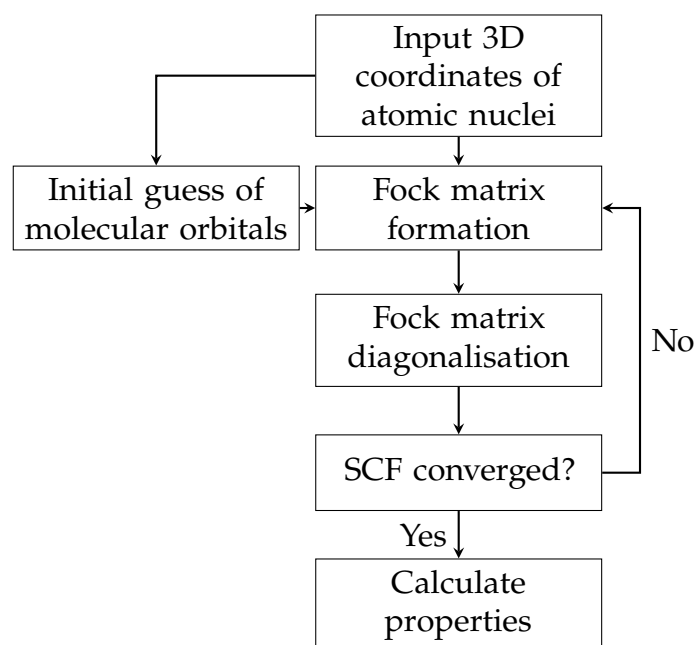 Input 3D
coordinates of
atomic nuclei
Initial guess of
molecular orbitals
Fock matrix
formation
Fock matrix
diagonalisation
No
SCF converged?
Yes
Calculate
properties